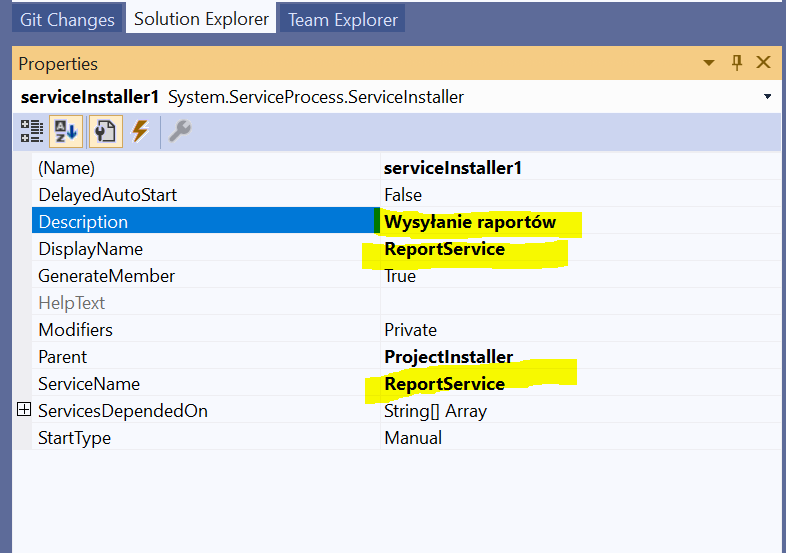 Git Changes Solution Explorer Team Explorer
Properties
serviceInstaller1 System.ServiceProcess.ServiceInstaller
(Name) serviceInstaller1
DelayedAutoStart False
Description Wysyłanie raportów
DisplayName ReportService
GenerateMember True
HelpText
Modifiers Private
Parent ProjectInstaller
ServiceName ReportService
ServicesDependedOn String[] Array
StartType Manual